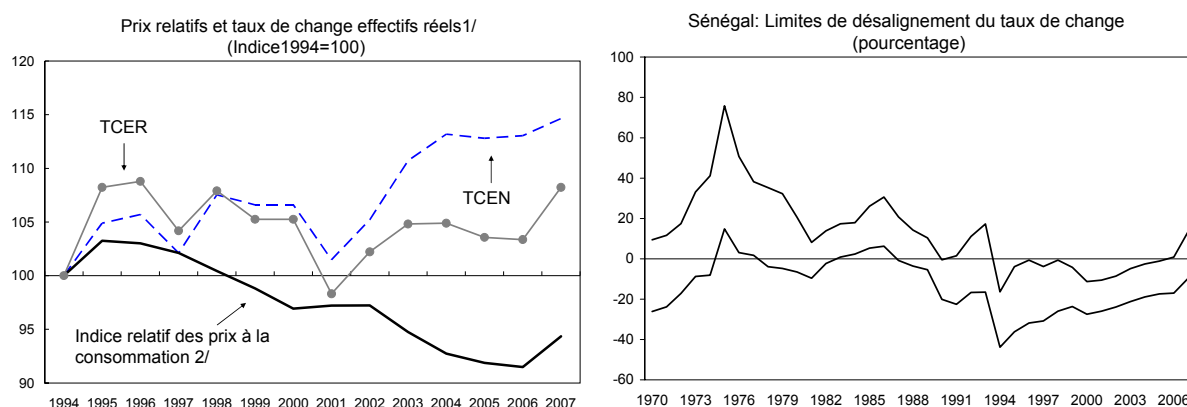 Prix relatifs et taux de change effectifs réels1/
(Indice1994=100)
120
115
110
105
100
95
90
TCER
TCEN
Indice relatif des prix à la
consommation 2/
1994 1995 1996 1997 1998 1999 2000 2001 2002 2003 2004 2005 2006 2007
Sénégal: Limites de désalignement du taux de change
(pourcentage)
100
80
60
40
20
0
-20
-40
-60
1970 1973 1976 1979 1982 1985 1988 1991 1994 1997 2000 2003 2006